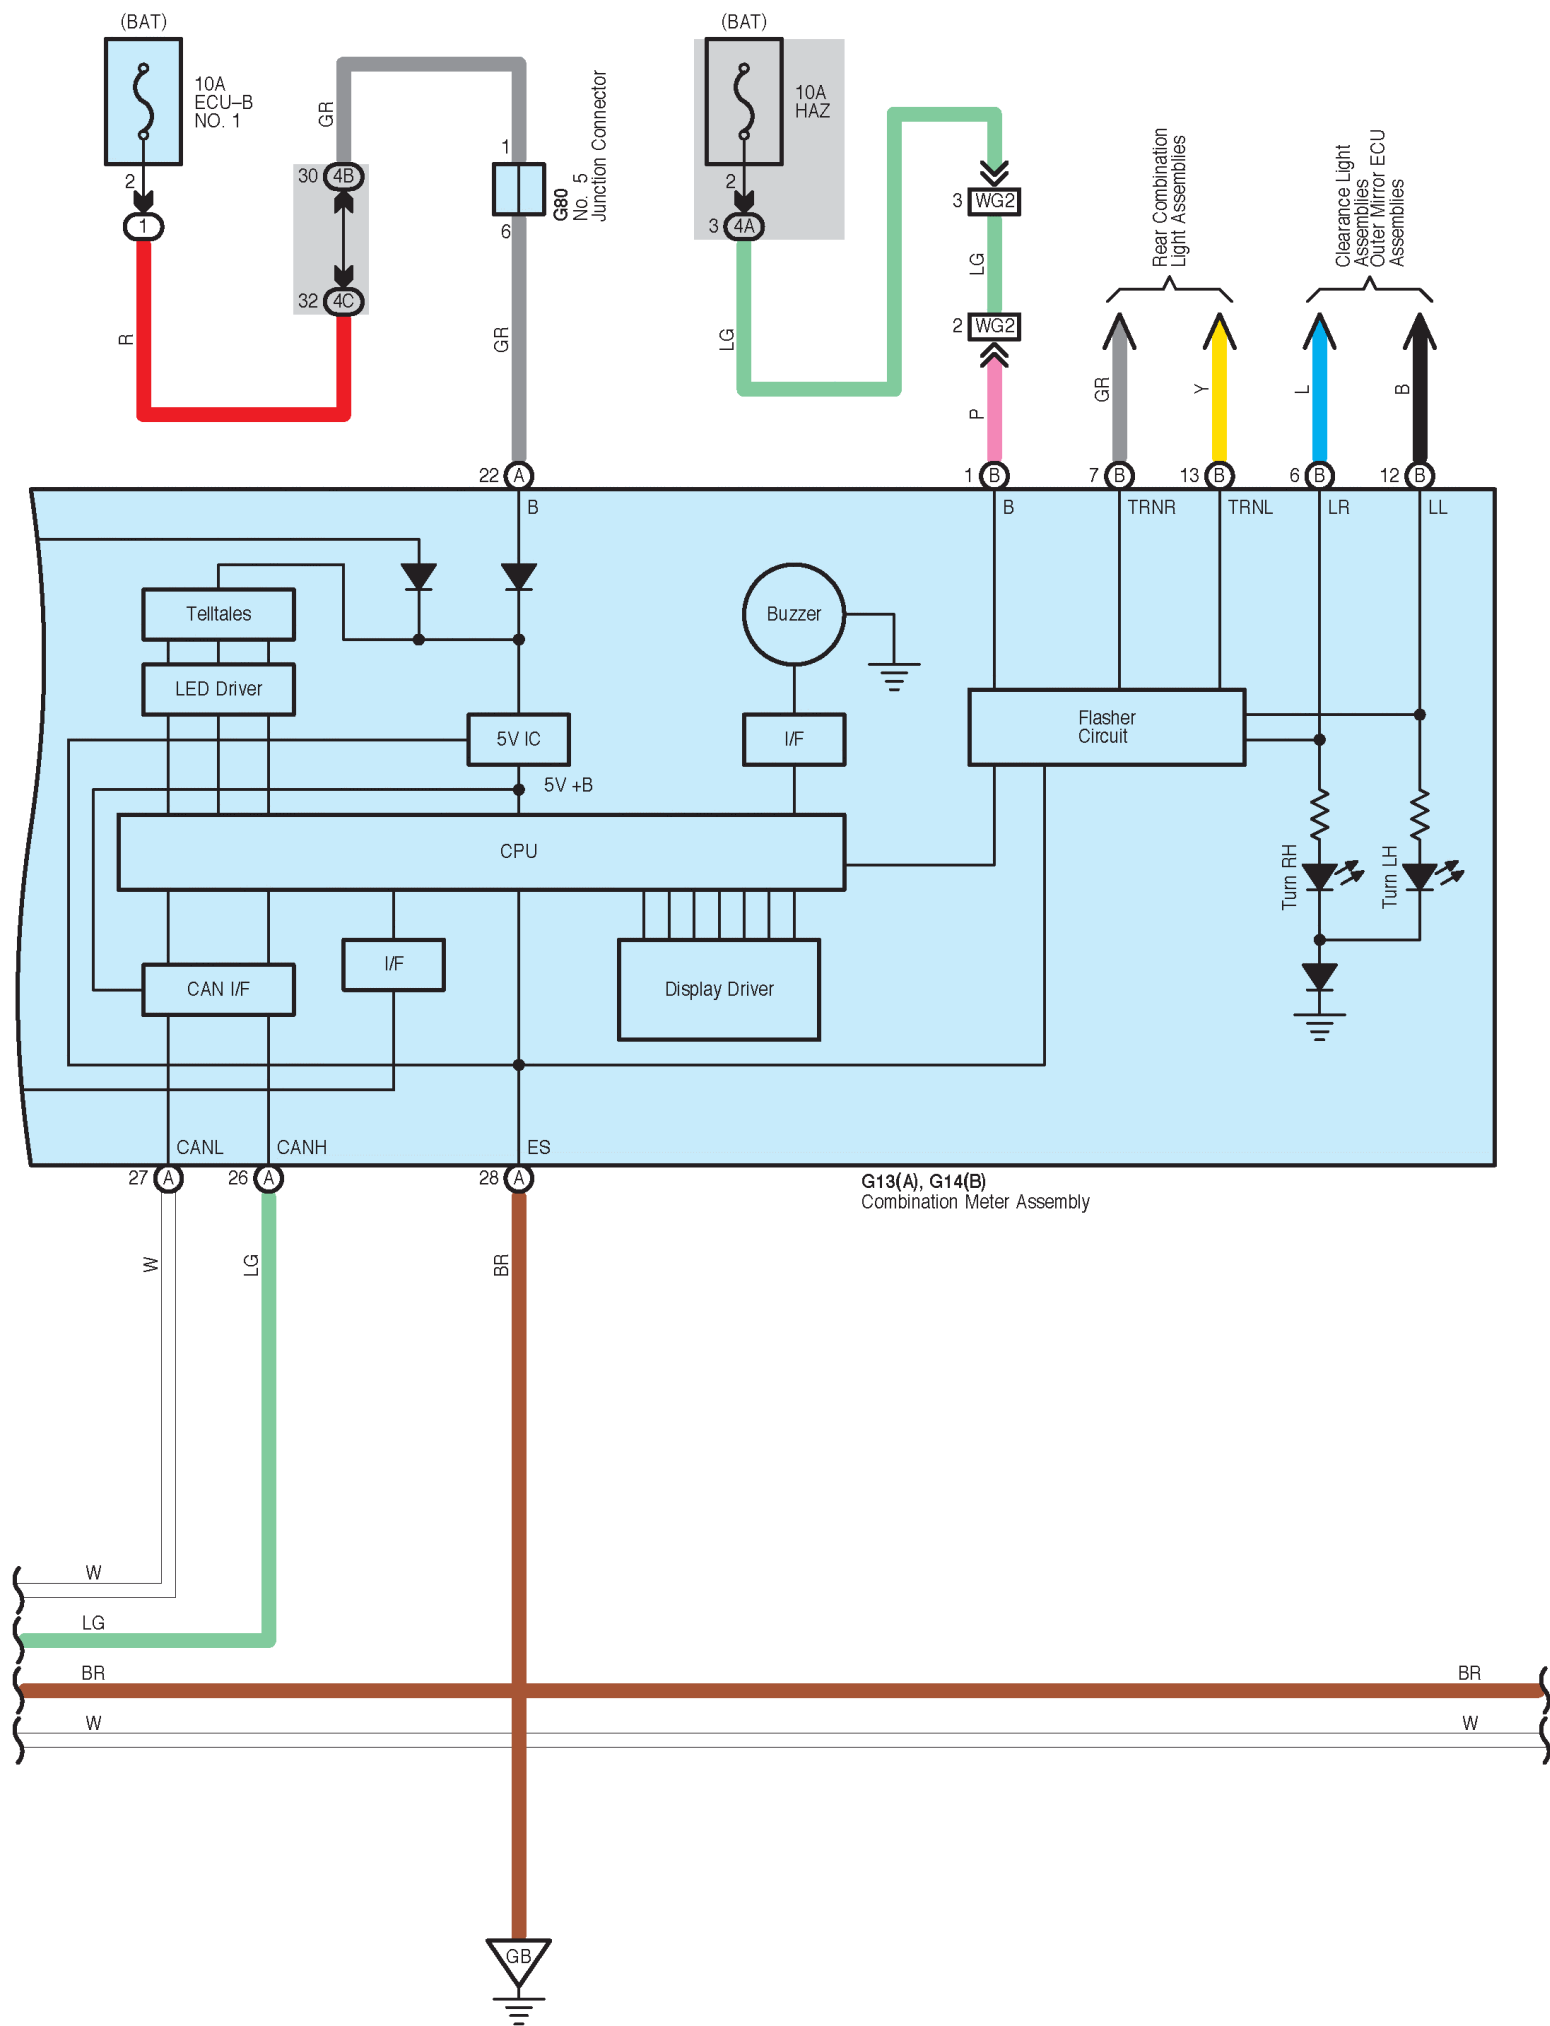 (BAT)
10A
ECU–B
NO. 1
2
1
R
GR
30 4B
32 4C
1
6
G80
No. 5
Junction Connector
GR
(BAT)
10A
HAZ
2
3 4A
LG
3 WG2
LG
2 WG2
P
Rear Combination
Light Assemblies
Clearance Light
Assemblies
Outer Mirror ECU
Assemblies
GR
Y
L
B
22 A
1 B
7 B
13 B
6 B
12 B
B
B
TRNR
TRNL
LR
LL
Telltales
LED Driver
5V IC
5V +B
Buzzer
I/F
Flasher
Circuit
CPU
Turn RH
Turn LH
CAN I/F
I/F
Display Driver
CANL
CANH
ES
27 A
26 A
28 A
G13(A), G14(B)
Combination Meter Assembly
W
LG
BR
W
LG
BR
BR
W
W
GB